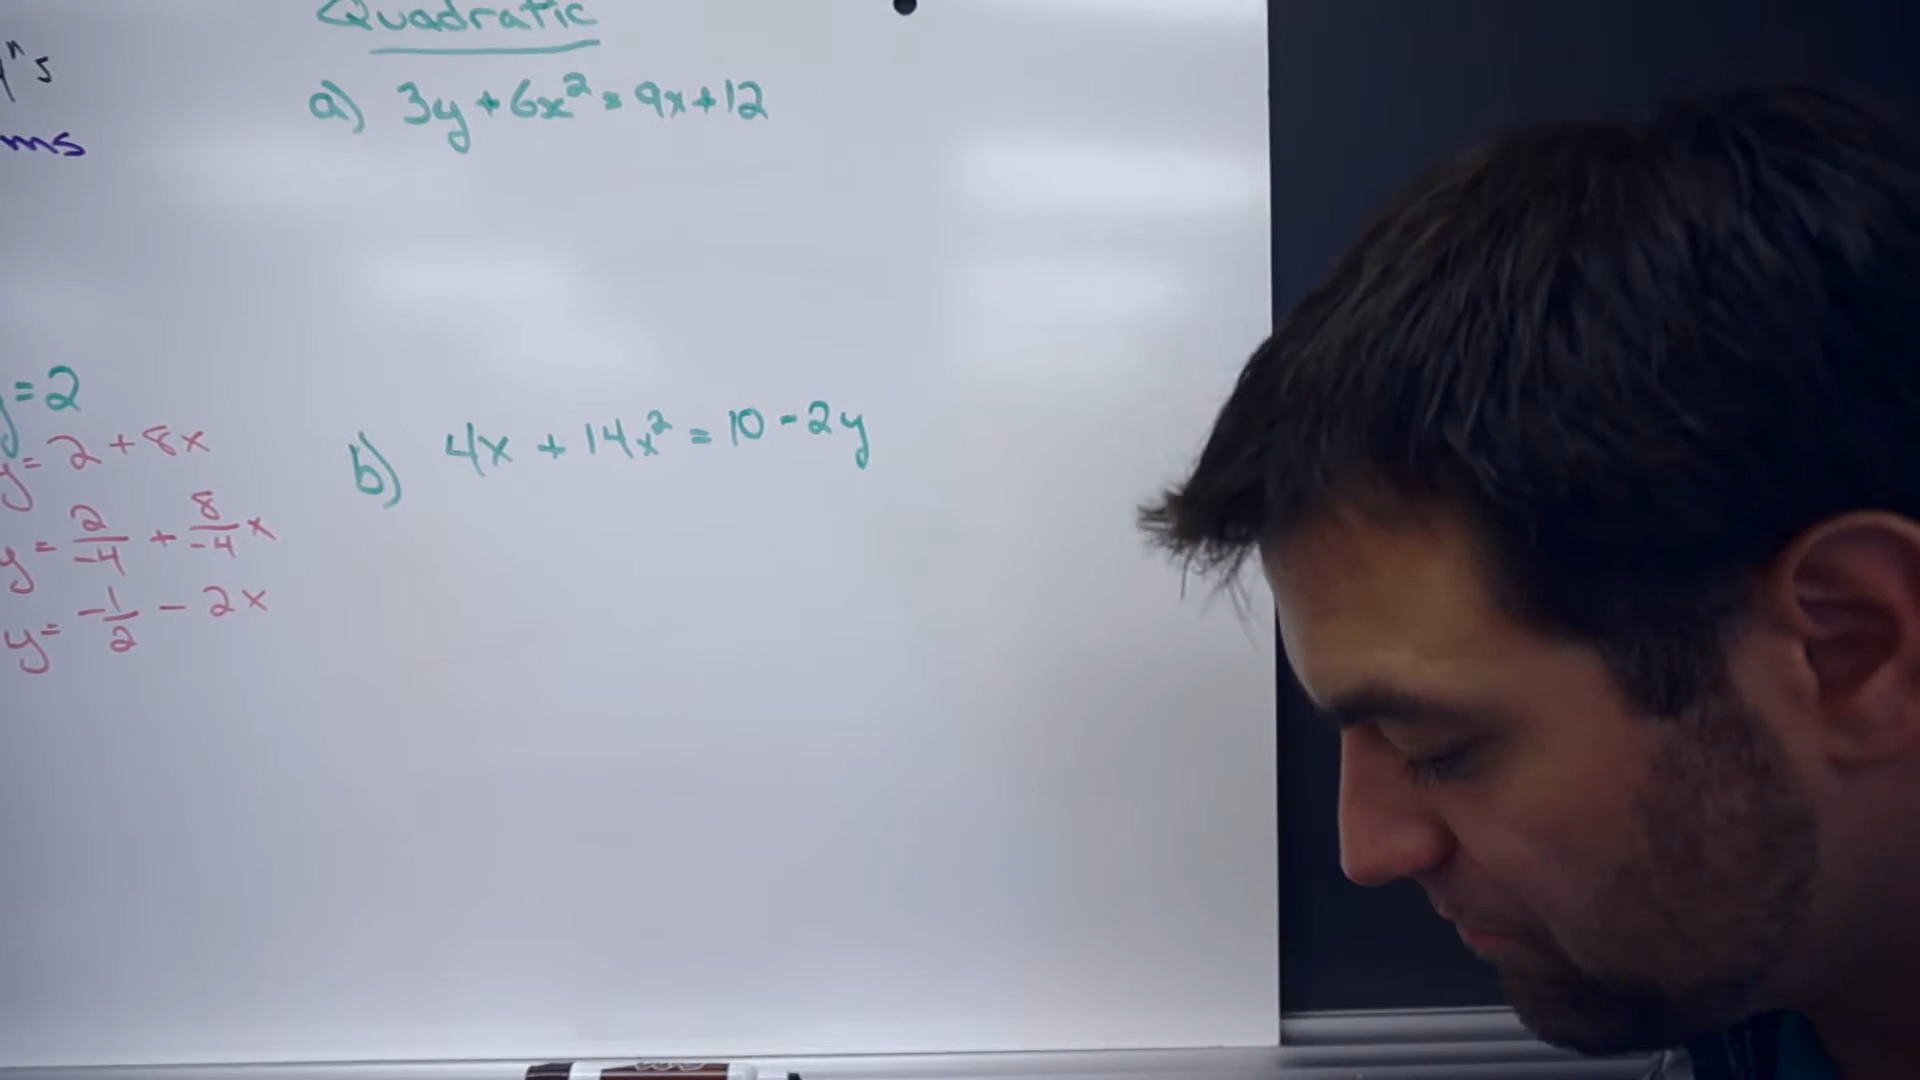 Quadratic
a) 3y + 6x² = 9x + 12
b) 4x + 14x² = 10 - 2y
n's
ms
y = 2
y = 2 + 8x
y = 2/-4 + 8/-4 x
y = -1/2 - 2x